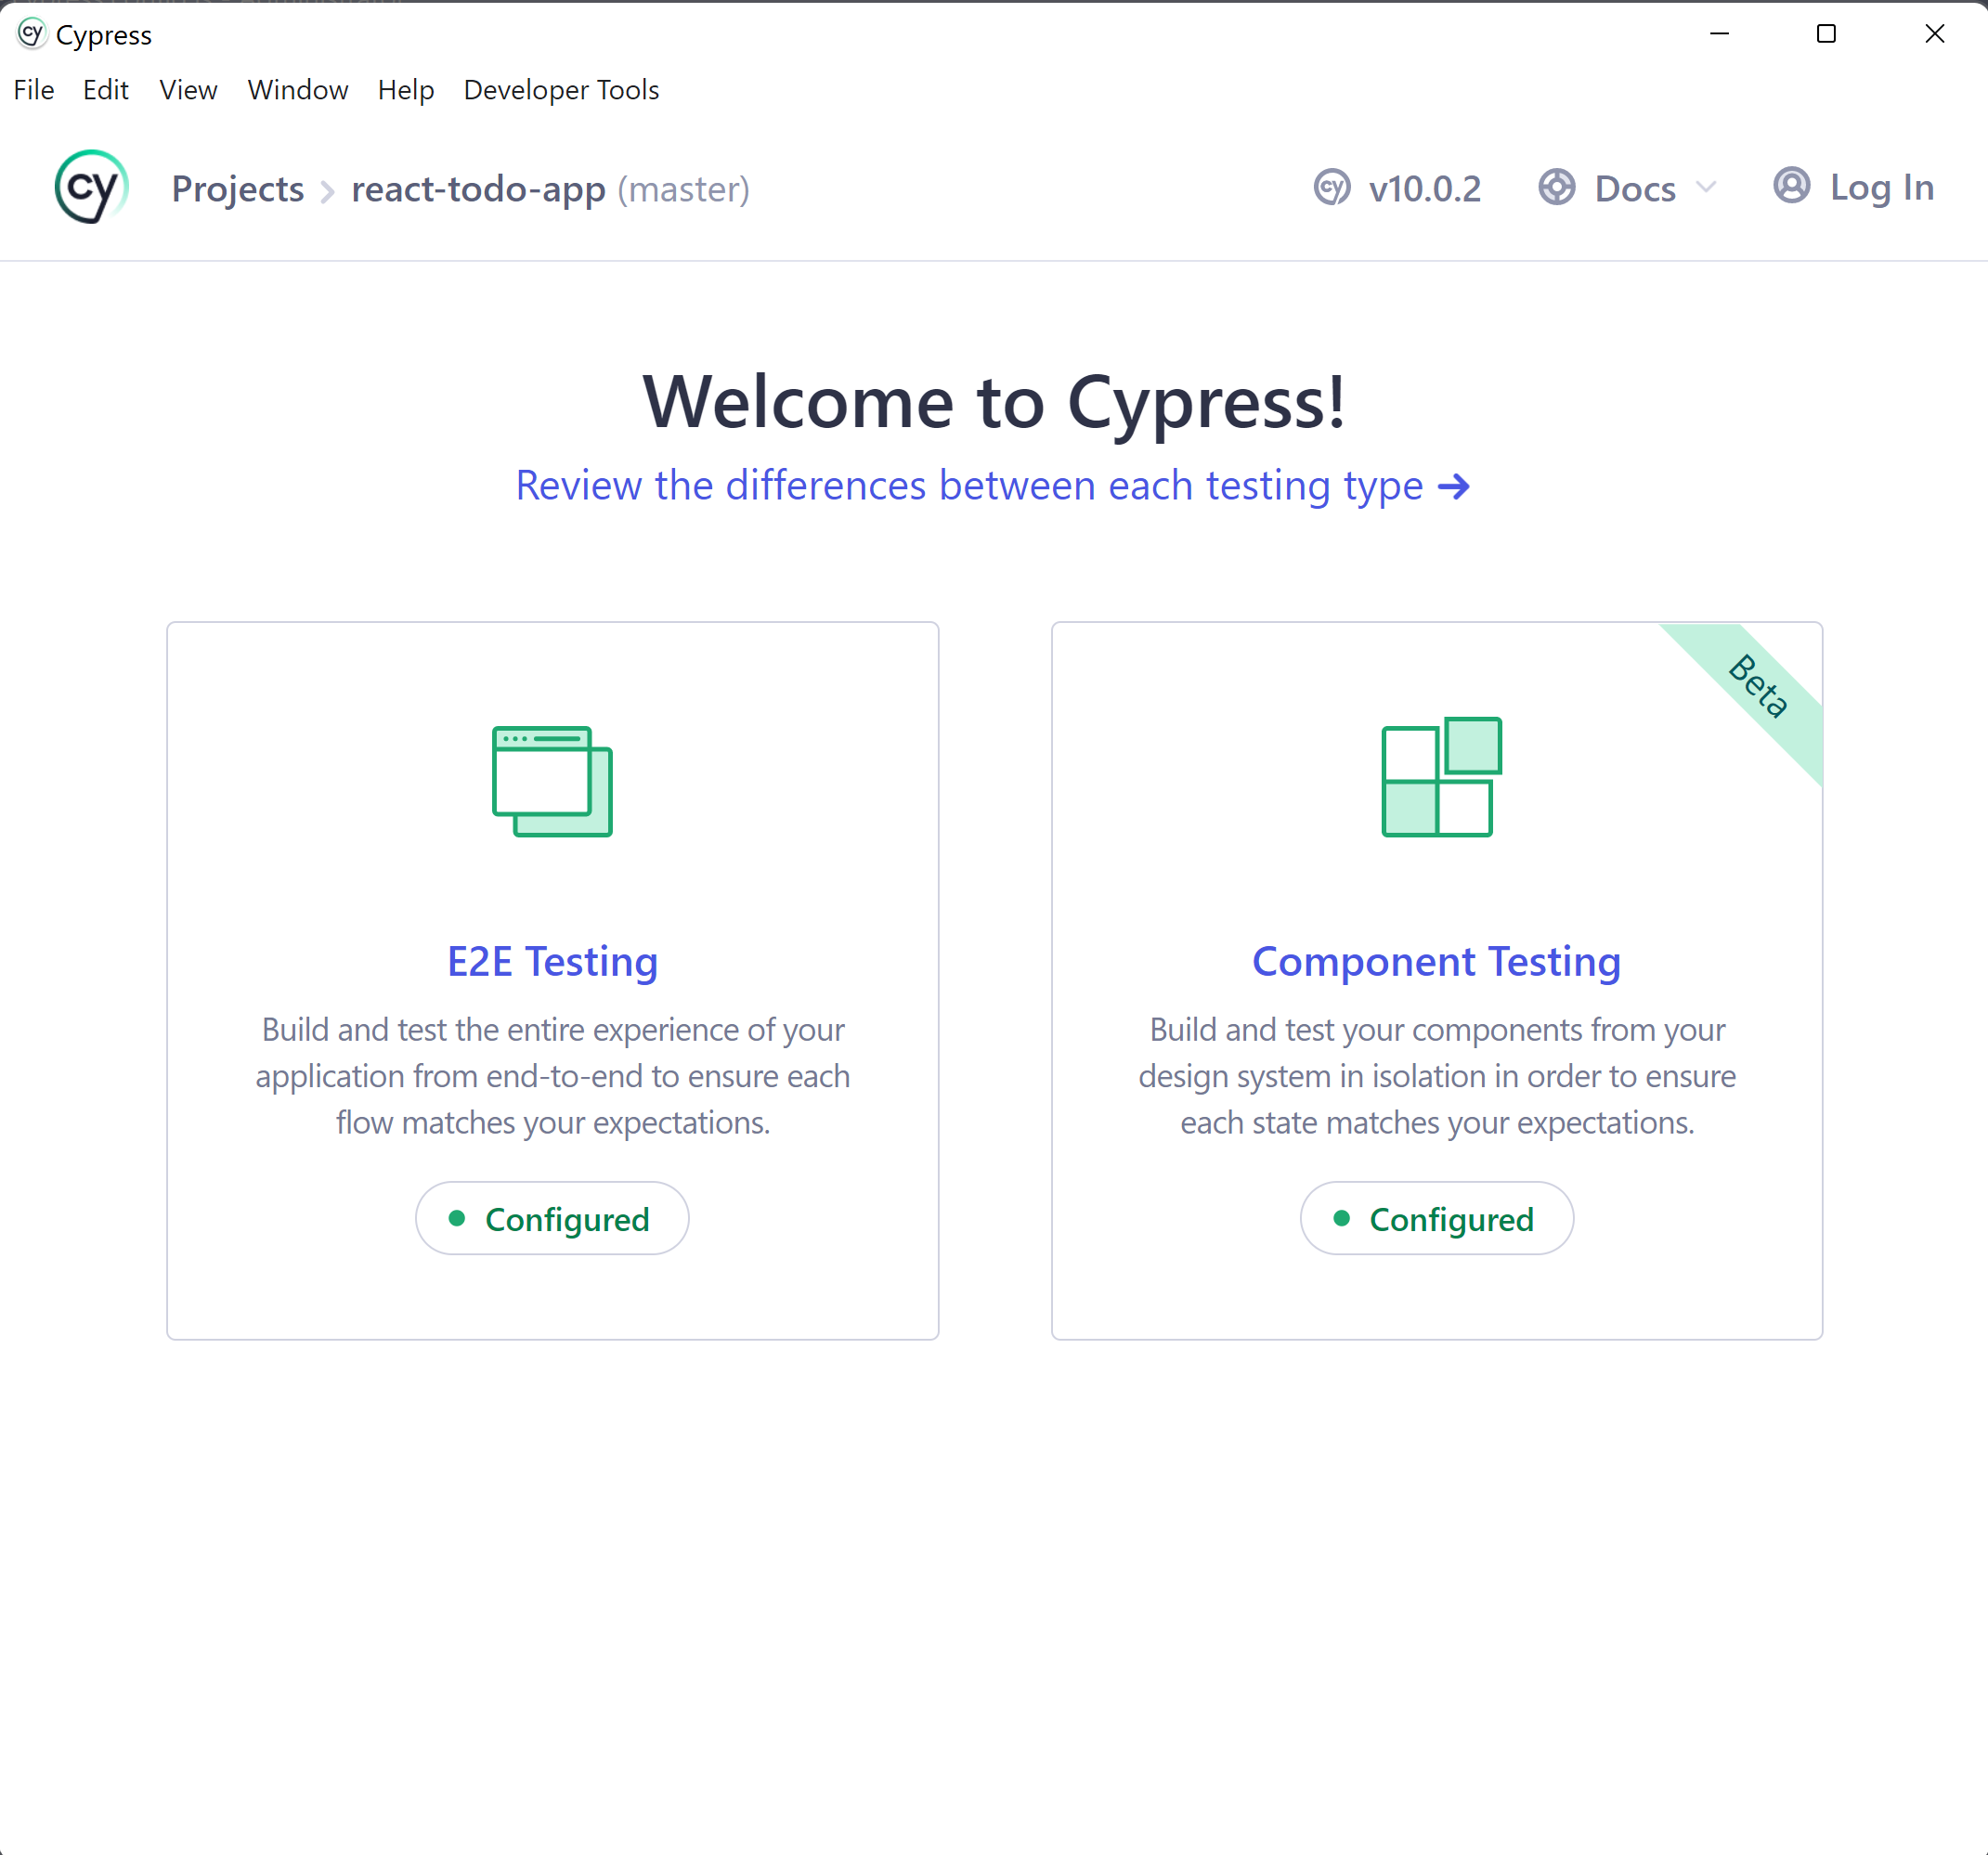 Cypress
File Edit View Window Help Developer Tools
cy Projects > react-todo-app (master) v10.0.2 Docs Log In
Welcome to Cypress!
Review the differences between each testing type →
Beta
E2E Testing
Build and test the entire experience of your
application from end-to-end to ensure each
flow matches your expectations.
Configured
Component Testing
Build and test your components from your
design system in isolation in order to ensure
each state matches your expectations.
Configured